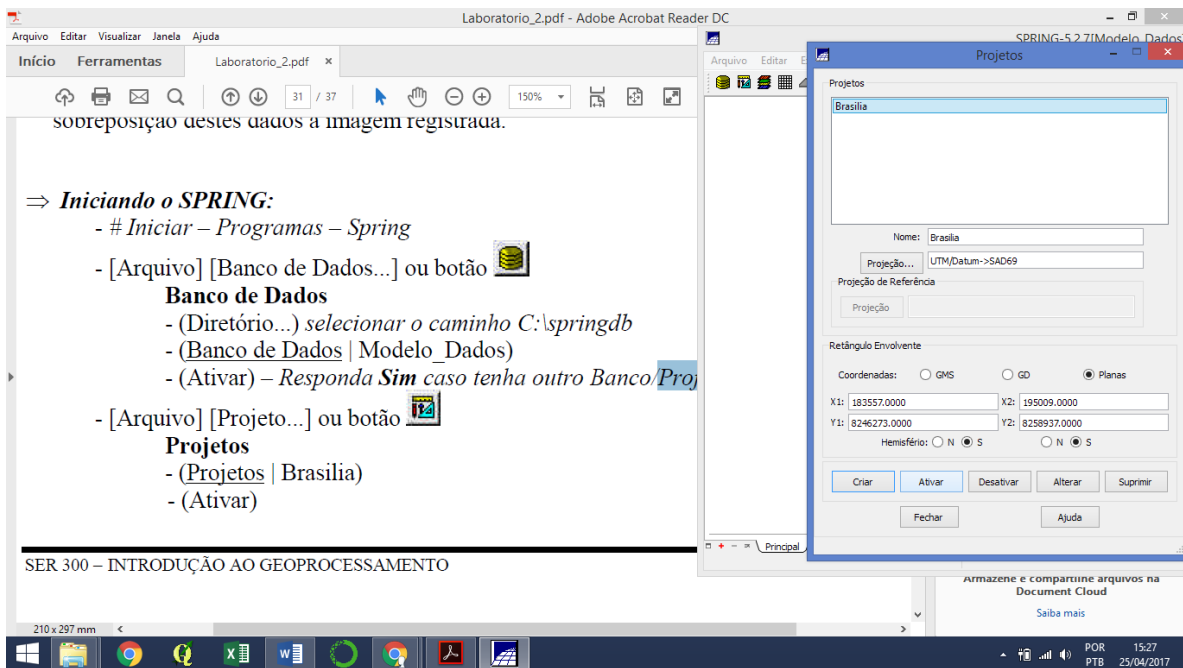 Laboratorio_2.pdf - Adobe Acrobat Reader DC
Arquivo Editar Visualizar Janela Ajuda
Início Ferramentas Laboratorio_2.pdf ×
31 / 37 150%
sobreposição destes dados à imagem registrada.
⇒ Iniciando o SPRING:
- # Iniciar – Programas – Spring
- [Arquivo] [Banco de Dados...] ou botão
Banco de Dados
- (Diretório...) selecionar o caminho C:\springdb
- (Banco de Dados | Modelo_Dados)
- (Ativar) – Responda Sim caso tenha outro Banco/Proj
- [Arquivo] [Projeto...] ou botão
Projetos
- (Projetos | Brasilia)
- (Ativar)
SER 300 – INTRODUÇÃO AO GEOPROCESSAMENTO
210 x 297 mm
SPRING-5.2.7[Modelo_Dados]
Arquivo Editar E
Principal
Projetos
Projetos
Brasilia
Nome: Brasilia
Projeção... UTM/Datum->SAD69
Projeção de Referência
Projeção
Retângulo Envolvente
Coordenadas: GMS GD Planas
X1: 183557.0000 X2: 195009.0000
Y1: 8246273.0000 Y2: 8258937.0000
Hemisfério: N S N S
Criar Ativar Desativar Alterar Suprimir
Fechar Ajuda
Armazene e compartilhe arquivos na
Document Cloud
Saiba mais
POR 15:27
PTB 25/04/2017